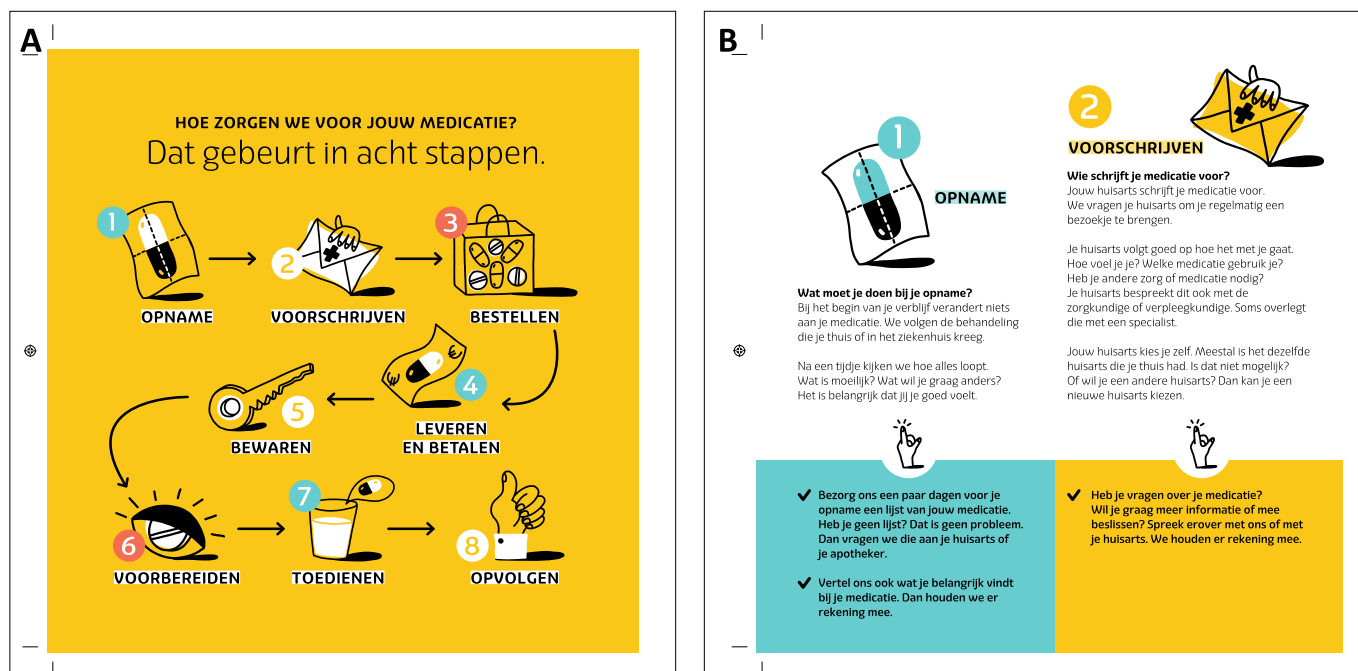 A
HOE ZORGEN WE VOOR JOUW MEDICATIE?
Dat gebeurt in acht stappen.
1
OPNAME
2
VOORSCHRIJVEN
3
BESTELLEN
4
LEVEREN
EN BETALEN
5
BEWAREN
6
VOORBEREIDEN
7
TOEDIENEN
8
OPVOLGEN
B
1
OPNAME
Wat moet je doen bij je opname?
Bij het begin van je verblijf verandert niets
aan je medicatie. We volgen de behandeling
die je thuis of in het ziekenhuis kreeg.
Na een tijdje kijken we hoe alles loopt.
Wat is moeilijk? Wat wil je graag anders?
Het is belangrijk dat jij je goed voelt.
Bezorg ons een paar dagen voor je
opname een lijst van jouw medicatie.
Heb je geen lijst? Dat is geen probleem.
Dan vragen we die aan je huisarts of
je apotheker.
Vertel ons ook wat je belangrijk vindt
bij je medicatie. Dan houden we er
rekening mee.
2
VOORSCHRIJVEN
Wie schrijft je medicatie voor?
Jouw huisarts schrijft je medicatie voor.
We vragen je huisarts om je regelmatig een
bezoekje te brengen.
Je huisarts volgt goed op hoe het met je gaat.
Hoe voel je je? Welke medicatie gebruik je?
Heb je andere zorg of medicatie nodig?
Je huisarts bespreekt dit ook met de
zorgkundige of verpleegkundige. Soms overlegt
die met een specialist.
Jouw huisarts kies je zelf. Meestal is het dezelfde
huisarts die je thuis had. Is dat niet mogelijk?
Of wil je een andere huisarts? Dan kan je een
nieuwe huisarts kiezen.
Heb je vragen over je medicatie?
Wil je graag meer informatie of mee
beslissen? Spreek erover met ons of met
je huisarts. We houden er rekening mee.